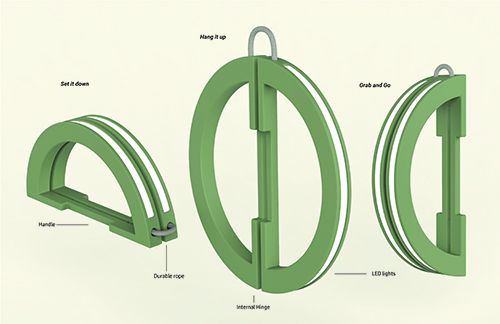 Hang it up
Set it down
Grab and Go
Handle
Durable rope
LED lights
Internal Hinge